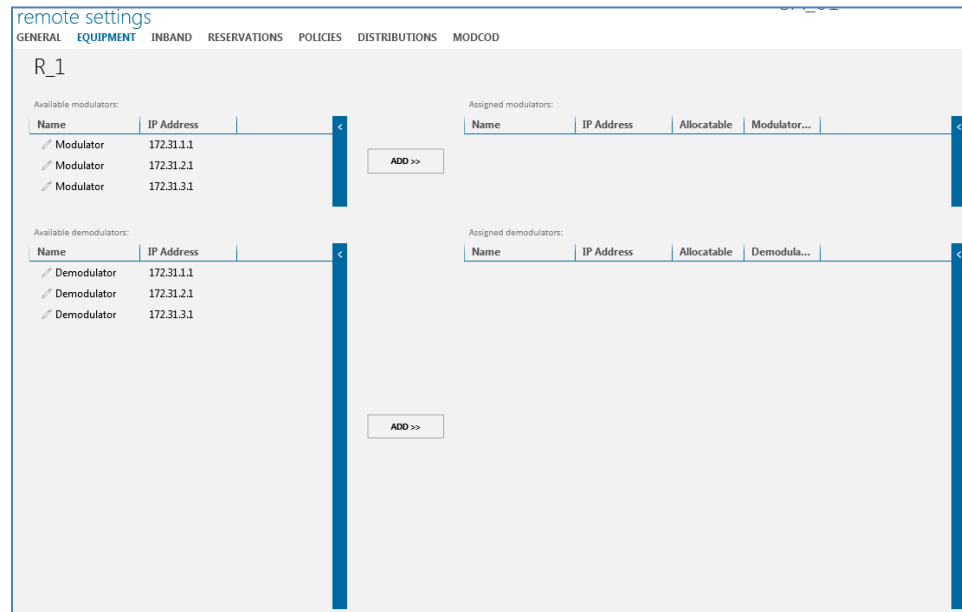 remote settings
GENERAL EQUIPMENT INBAND RESERVATIONS POLICIES DISTRIBUTIONS MODCOD
R_1
Available modulators:
Name IP Address
Modulator 172.31.1.1
Modulator 172.31.2.1
Modulator 172.31.3.1
ADD >>
Assigned modulators:
Name IP Address Allocatable Modulator...
Available demodulators:
Name IP Address
Demodulator 172.31.1.1
Demodulator 172.31.2.1
Demodulator 172.31.3.1
ADD >>
Assigned demodulators:
Name IP Address Allocatable Demodula...